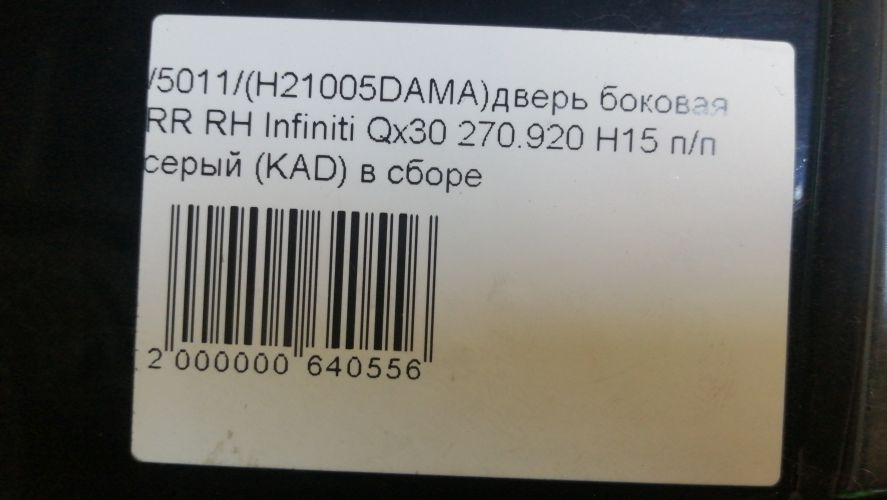 /5011/(H21005DAMA)дверь боковая
RR RH Infiniti Qx30 270.920 H15 п/п
серый (KAD) в сборе
2 000000 640556